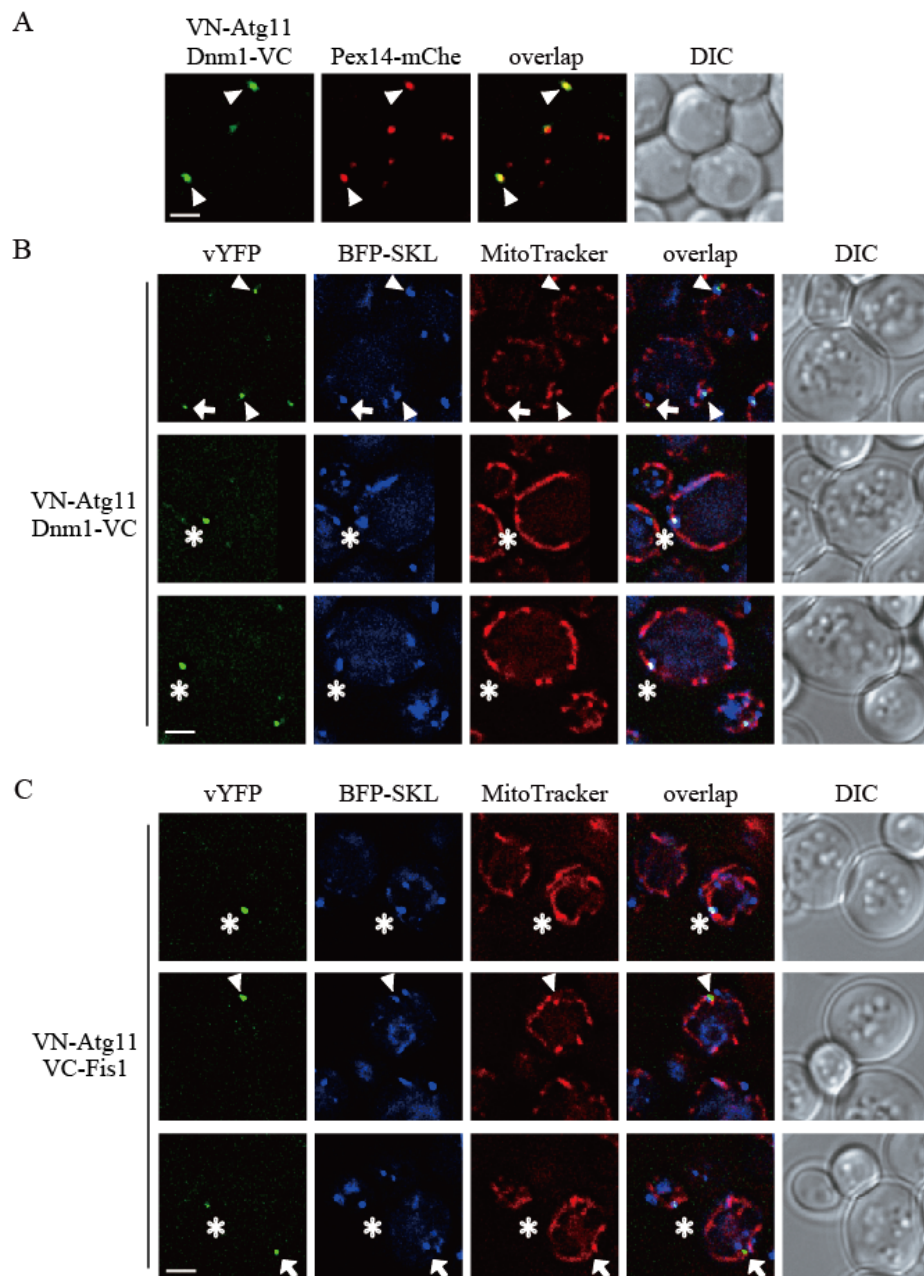 A
VN-Atg11
Dnm1-VC Pex14-mChe overlap DIC
B
vYFP BFP-SKL MitoTracker overlap DIC
VN-Atg11
Dnm1-VC
C
vYFP BFP-SKL MitoTracker overlap DIC
VN-Atg11
VC-Fis1